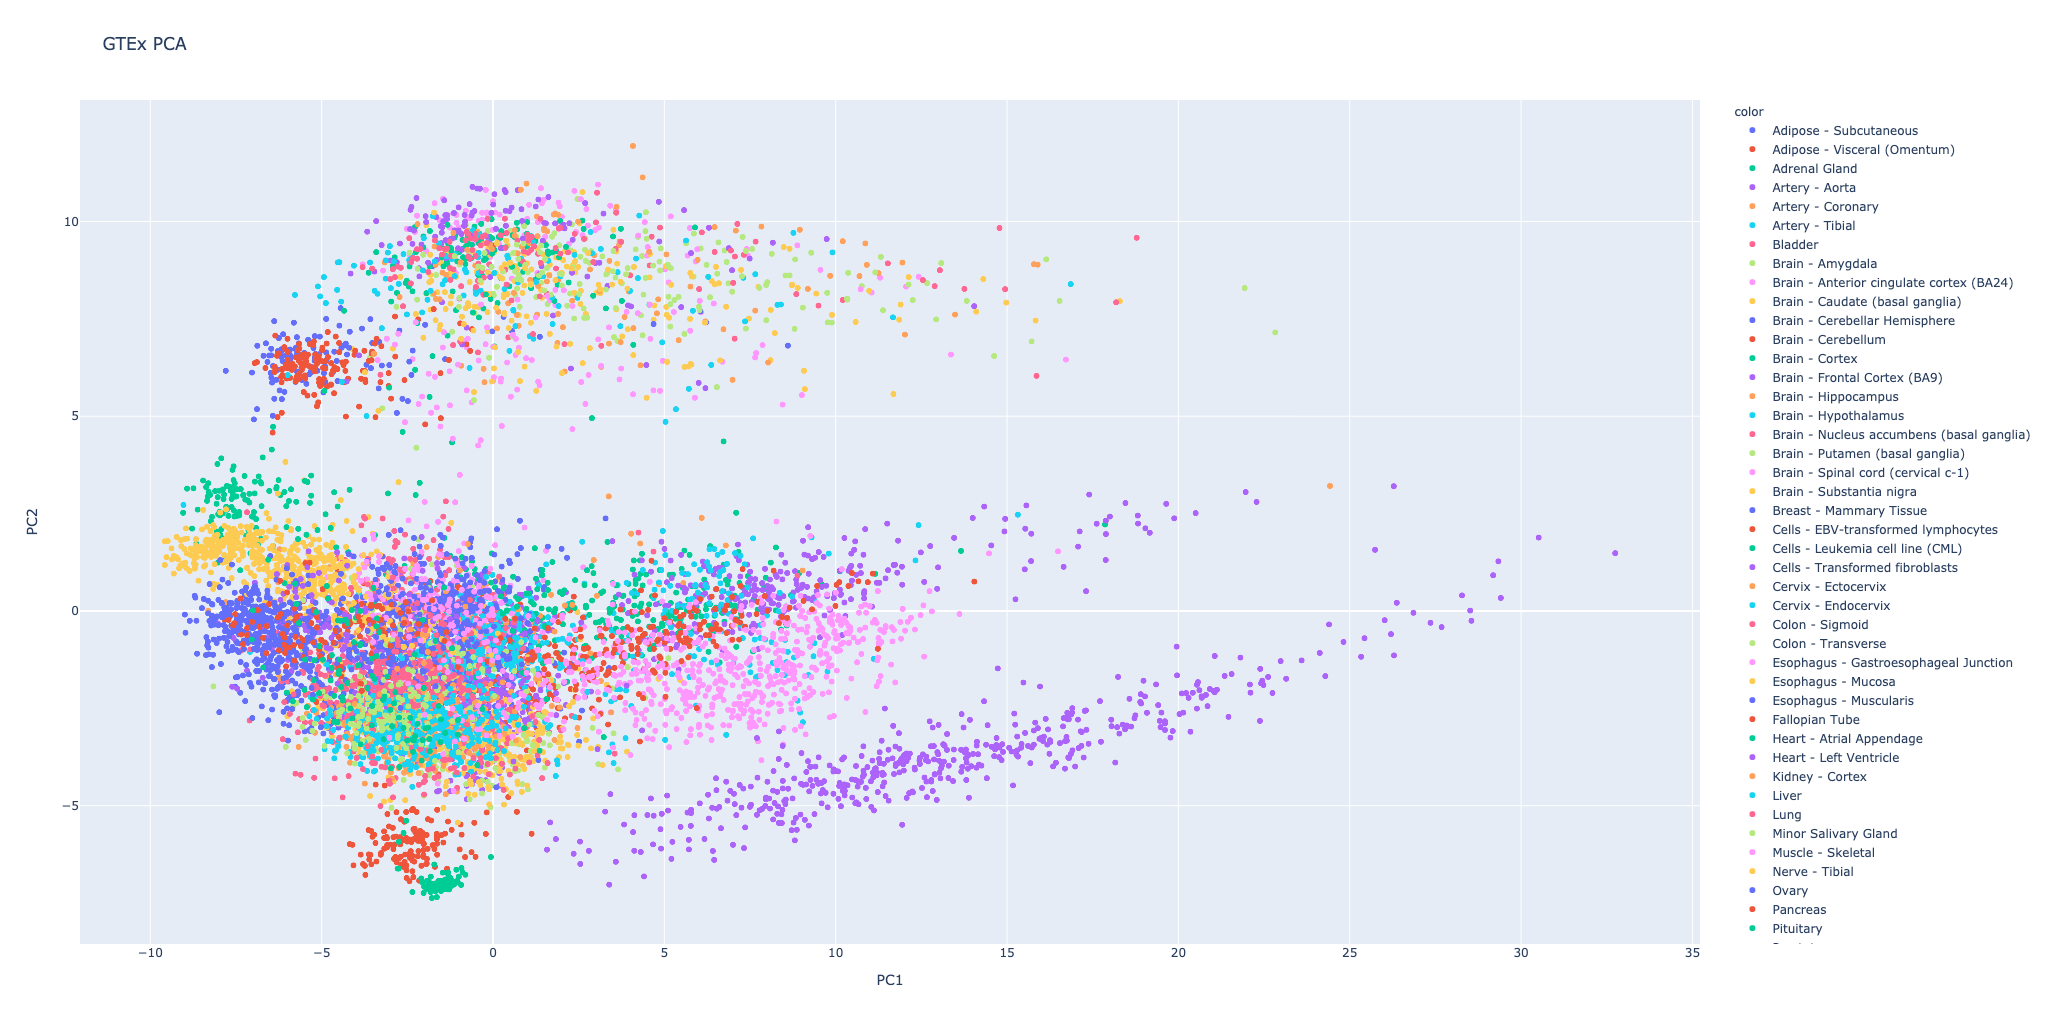 GTEx PCA
color
Adipose - Subcutaneous
Adipose - Visceral (Omentum)
Adrenal Gland
Artery - Aorta
Artery - Coronary
Artery - Tibial
Bladder
Brain - Amygdala
Brain - Anterior cingulate cortex (BA24)
Brain - Caudate (basal ganglia)
Brain - Cerebellar Hemisphere
Brain - Cerebellum
Brain - Cortex
Brain - Frontal Cortex (BA9)
Brain - Hippocampus
Brain - Hypothalamus
Brain - Nucleus accumbens (basal ganglia)
Brain - Putamen (basal ganglia)
Brain - Spinal cord (cervical c-1)
Brain - Substantia nigra
Breast - Mammary Tissue
Cells - EBV-transformed lymphocytes
Cells - Leukemia cell line (CML)
Cells - Transformed fibroblasts
Cervix - Ectocervix
Cervix - Endocervix
Colon - Sigmoid
Colon - Transverse
Esophagus - Gastroesophageal Junction
Esophagus - Mucosa
Esophagus - Muscularis
Fallopian Tube
Heart - Atrial Appendage
Heart - Left Ventricle
Kidney - Cortex
Liver
Lung
Minor Salivary Gland
Muscle - Skeletal
Nerve - Tibial
Ovary
Pancreas
Pituitary
10
5
0
−5
PC2
−10
−5
0
5
10
15
20
25
30
35
PC1